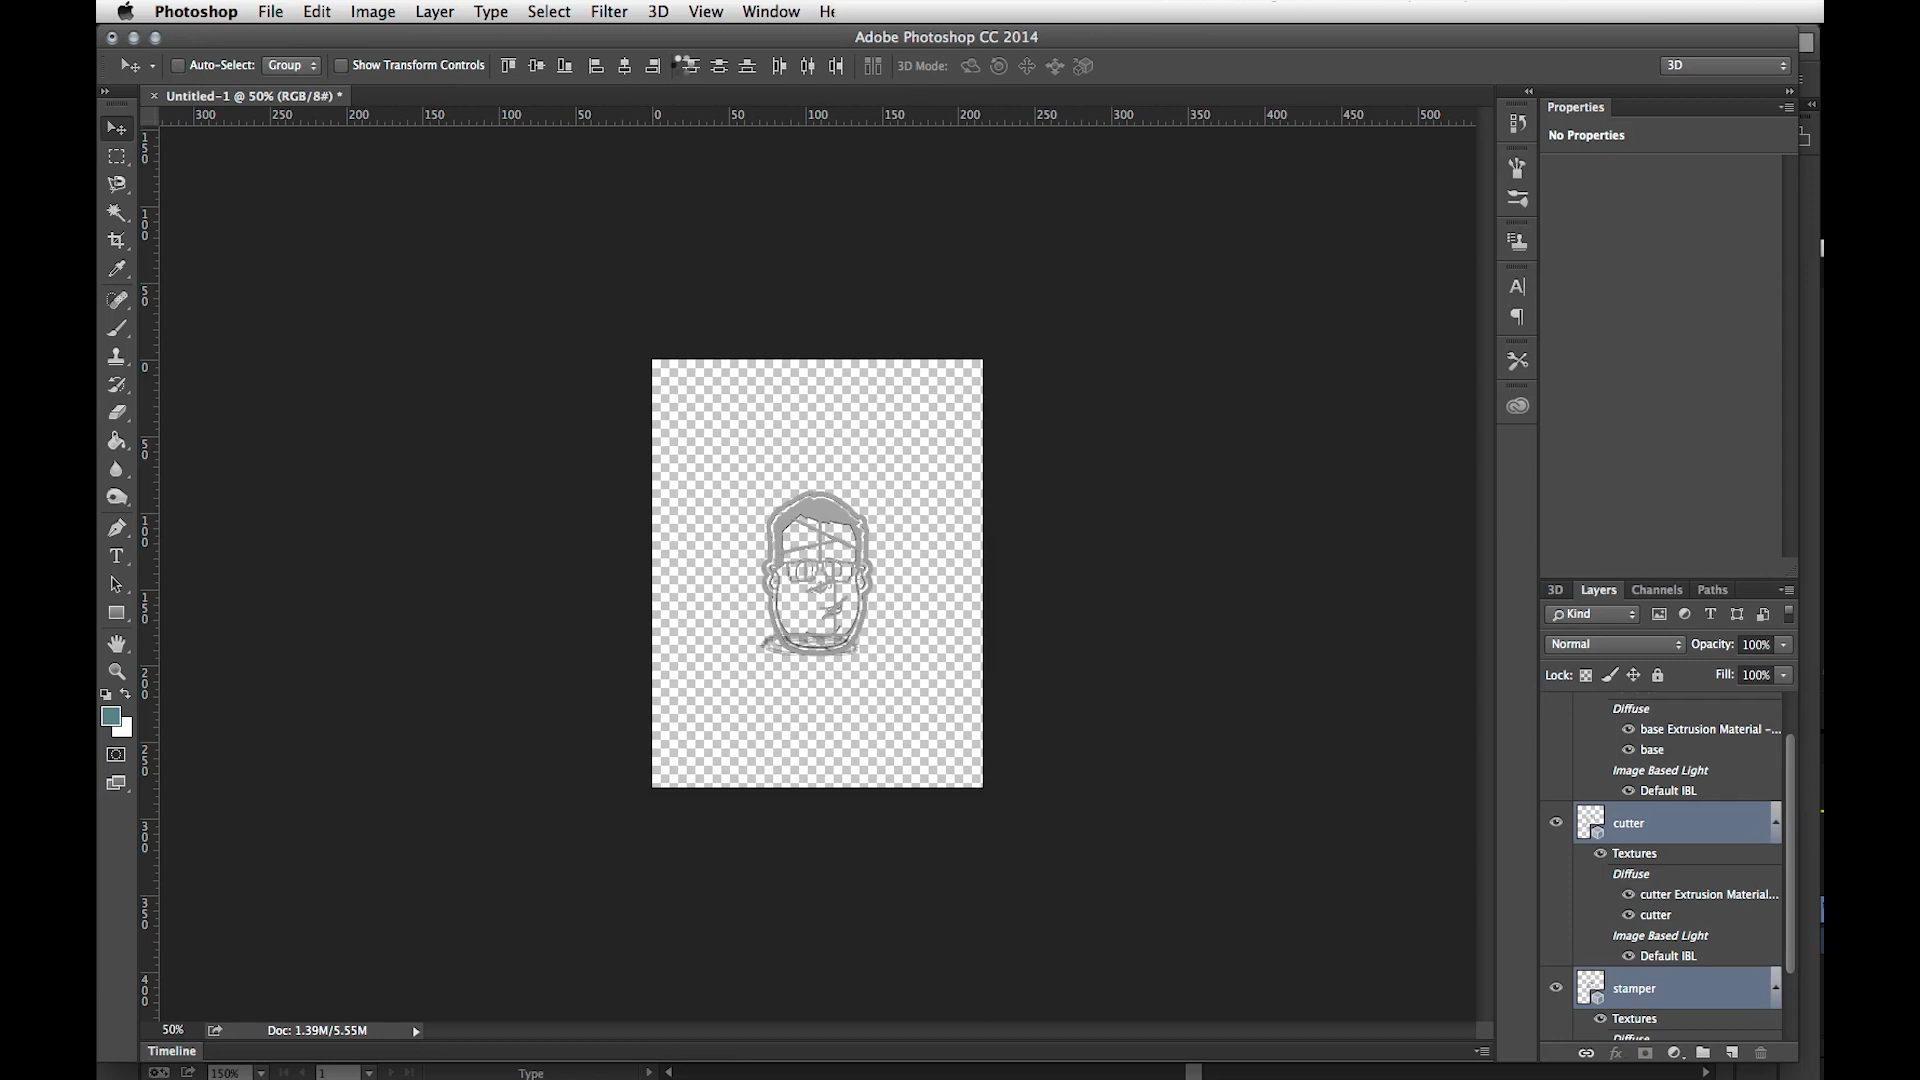 Photoshop File Edit Image Layer Type Select Filter 3D View Window He
Adobe Photoshop CC 2014
Auto-Select: Group Show Transform Controls 3D Mode: 3D
× Untitled-1 @ 50% (RGB/8#) *
300 250 200 150 100 50 0 50 100 150 200 250 300 350 400 450 500
150
100
50
0
50
100
150
200
250
300
350
400
Properties
No Properties
3D Layers Channels Paths
Kind
Normal Opacity: 100%
Lock: Fill: 100%
Diffuse
base Extrusion Material -...
base
Image Based Light
Default IBL
cutter
Textures
Diffuse
cutter Extrusion Material...
cutter
Image Based Light
Default IBL
stamper
Textures
Diffuse
50% Doc: 1.39M/5.55M
Timeline
150% 1 Type